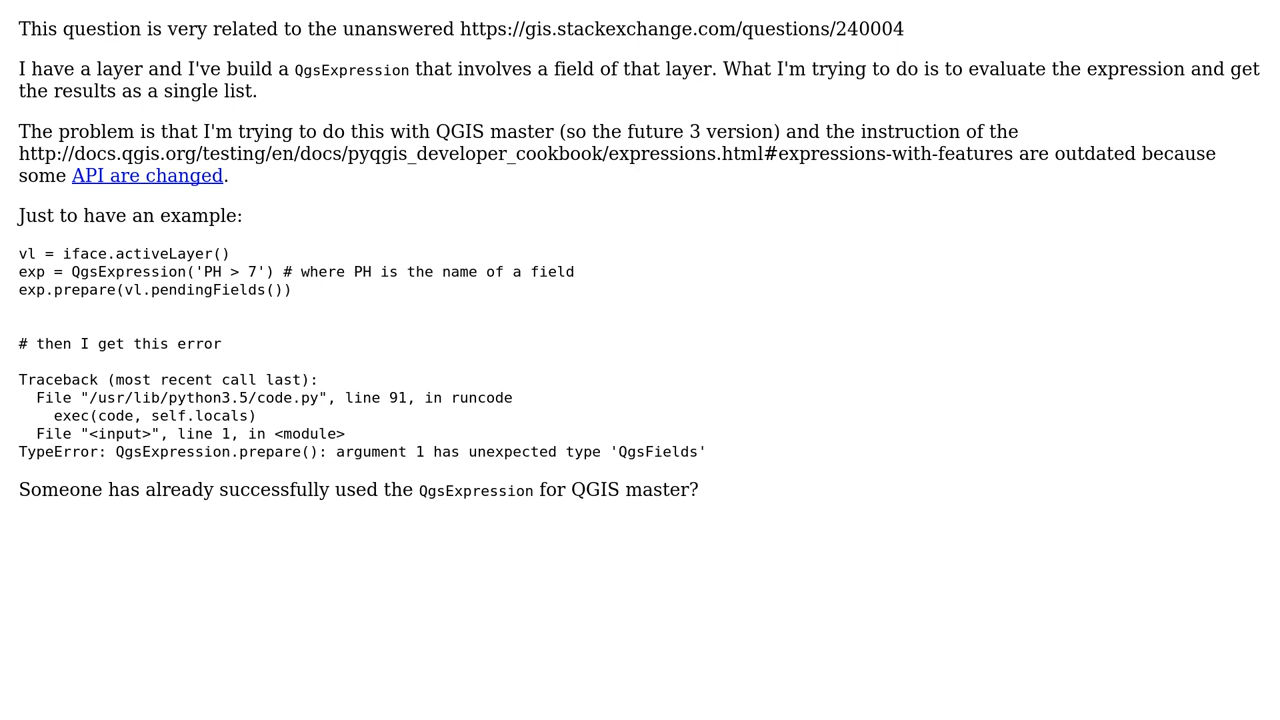 This question is very related to the unanswered https://gis.stackexchange.com/questions/240004
I have a layer and I've build a QgsExpression that involves a field of that layer. What I'm trying to do is to evaluate the expression and get
the results as a single list.
The problem is that I'm trying to do this with QGIS master (so the future 3 version) and the instruction of the
http://docs.qgis.org/testing/en/docs/pyqgis_developer_cookbook/expressions.html#expressions-with-features are outdated because
some API are changed.
Just to have an example:
vl = iface.activeLayer()
exp = QgsExpression('PH > 7') # where PH is the name of a field
exp.prepare(vl.pendingFields())
# then I get this error
Traceback (most recent call last):
  File "/usr/lib/python3.5/code.py", line 91, in runcode
    exec(code, self.locals)
  File "<input>", line 1, in <module>
TypeError: QgsExpression.prepare(): argument 1 has unexpected type 'QgsFields'
Someone has already successfully used the QgsExpression for QGIS master?